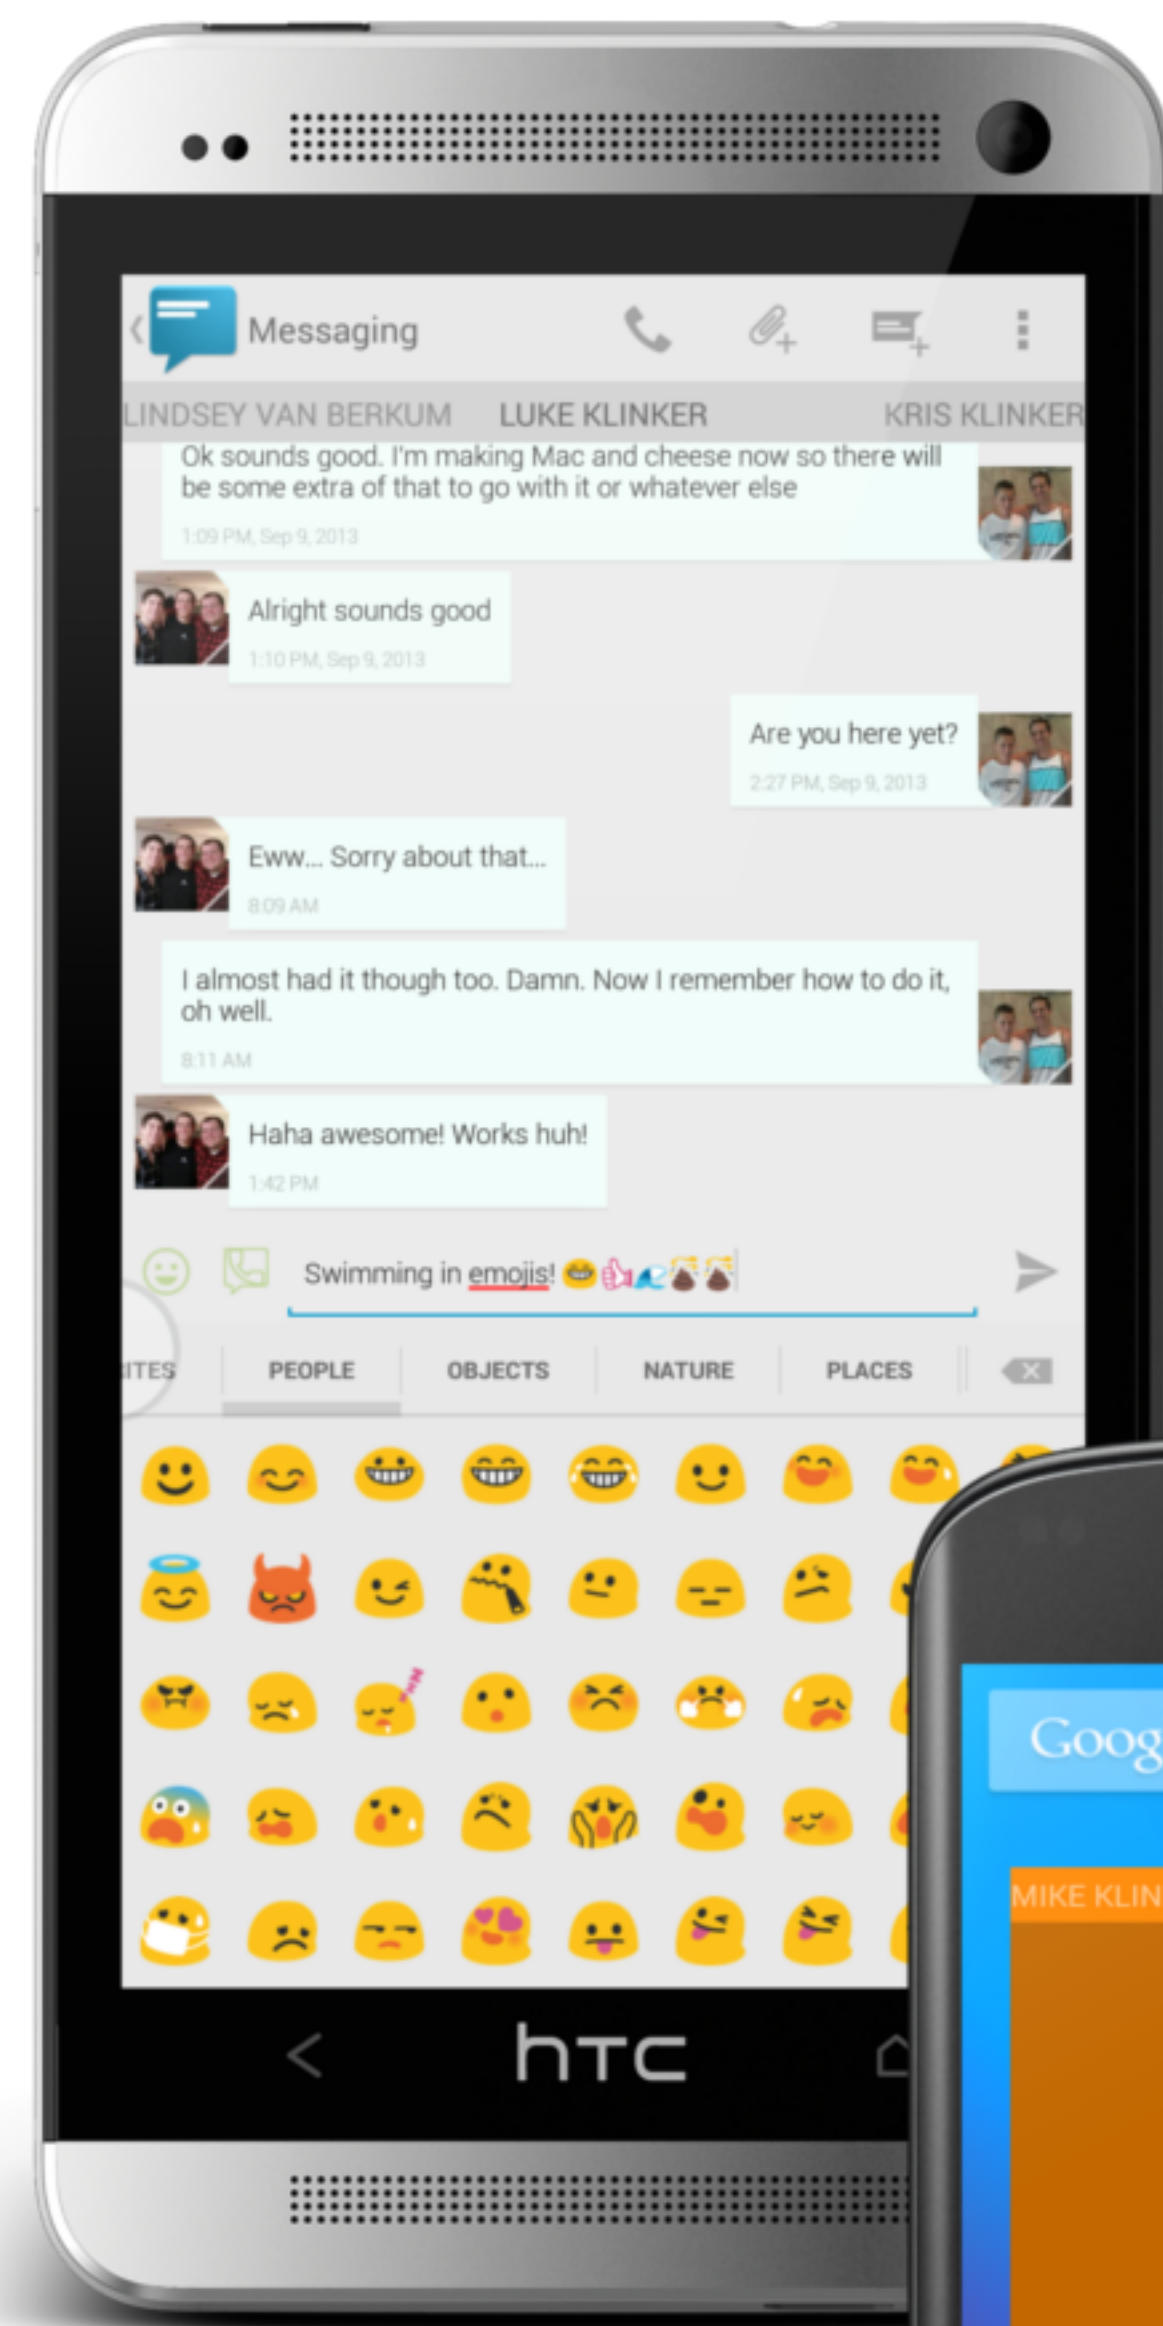 Messaging
LINDSEY VAN BERKUM LUKE KLINKER KRIS KLINKER
Ok sounds good. I'm making Mac and cheese now so there will
be some extra of that to go with it or whatever else
1:09 PM, Sep 9, 2013
Alright sounds good
1:10 PM, Sep 9, 2013
Are you here yet?
2:27 PM, Sep 9, 2013
Eww... Sorry about that...
8:09 AM
I almost had it though too. Damn. Now I remember how to do it,
oh well.
8:11 AM
Haha awesome! Works huh!
1:42 PM
Swimming in emojis! 😁👍🌊💩💩
ITES PEOPLE OBJECTS NATURE PLACES
Goog
MIKE KLIN
hTC